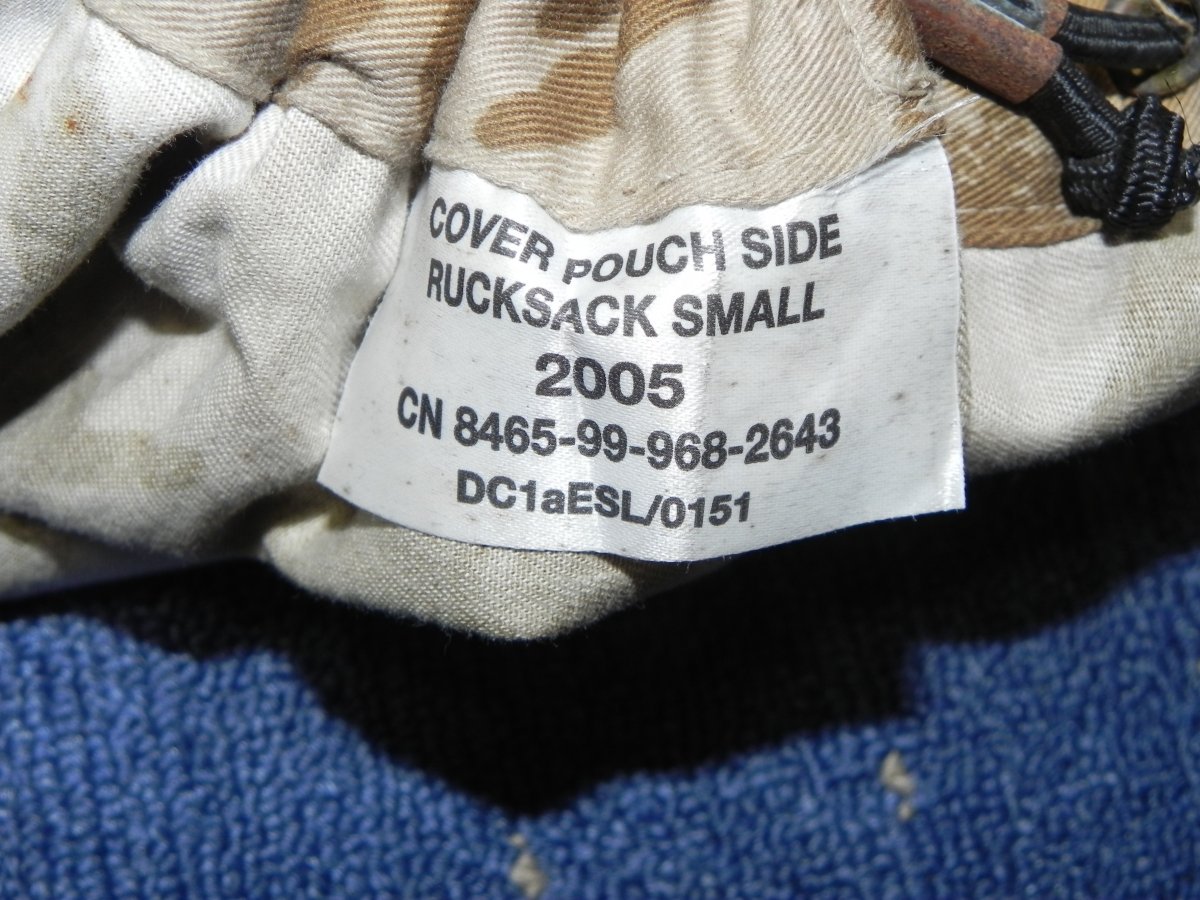 COVER POUCH SIDE
RUCKSACK SMALL
2005
CN 8465-99-968-2643
DC1aESL/0151